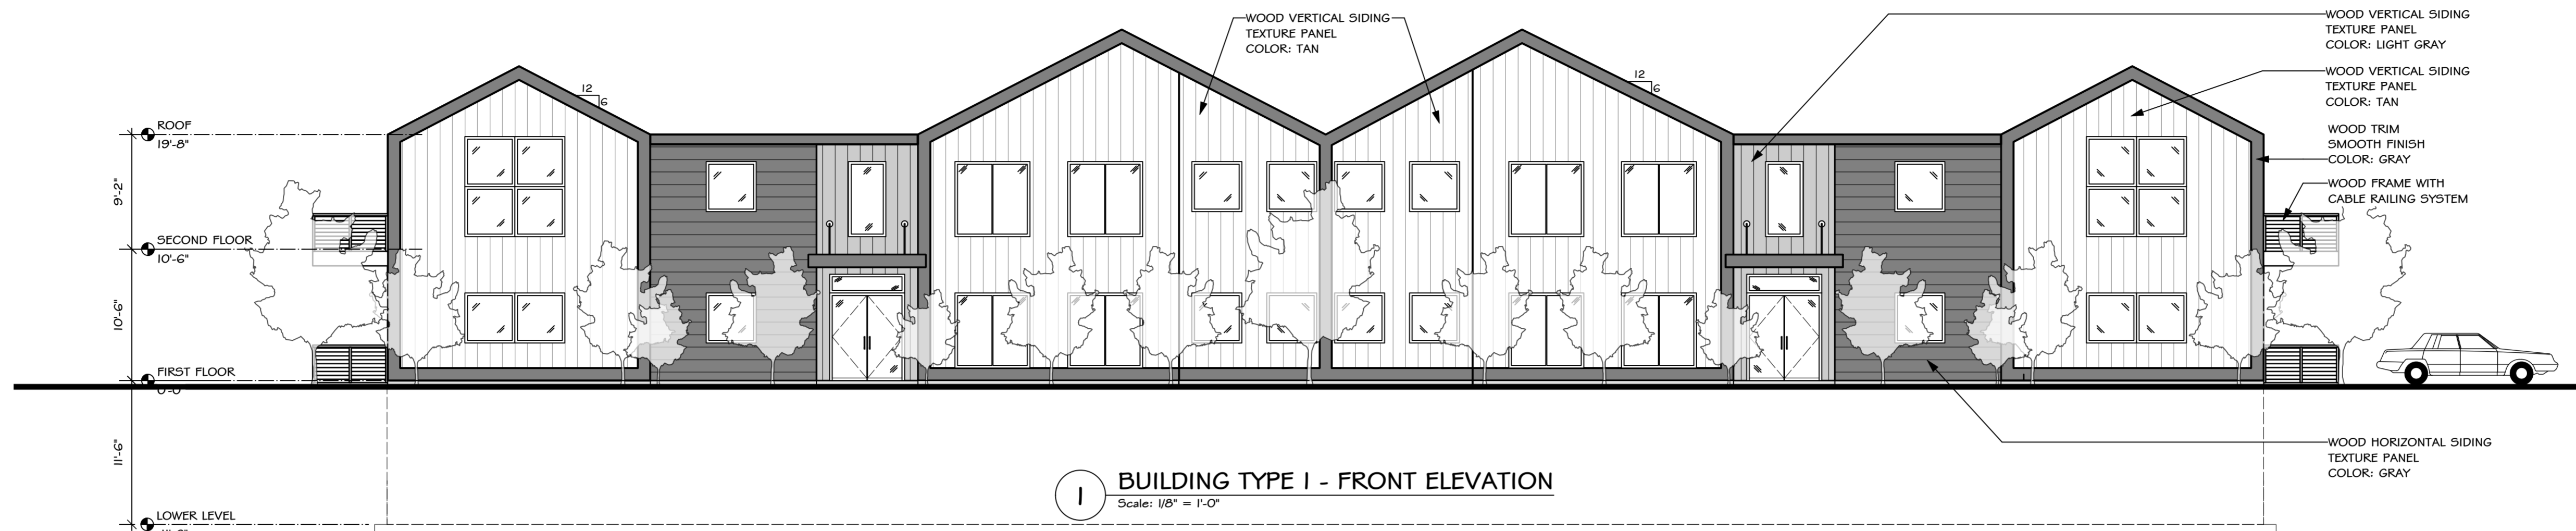 WOOD VERTICAL SIDING
TEXTURE PANEL
COLOR: TAN
WOOD VERTICAL SIDING
TEXTURE PANEL
COLOR: LIGHT GRAY
WOOD VERTICAL SIDING
TEXTURE PANEL
COLOR: TAN
WOOD TRIM
SMOOTH FINISH
COLOR: GRAY
WOOD FRAME WITH
CABLE RAILING SYSTEM
12
6
12
6
ROOF
19'-8"
9'-2"
SECOND FLOOR
10'-6"
10'-6"
FIRST FLOOR
0'-0"
11'-6"
LOWER LEVEL
WOOD HORIZONTAL SIDING
TEXTURE PANEL
COLOR: GRAY
1
BUILDING TYPE I - FRONT ELEVATION
Scale: 1/8" = 1'-0"